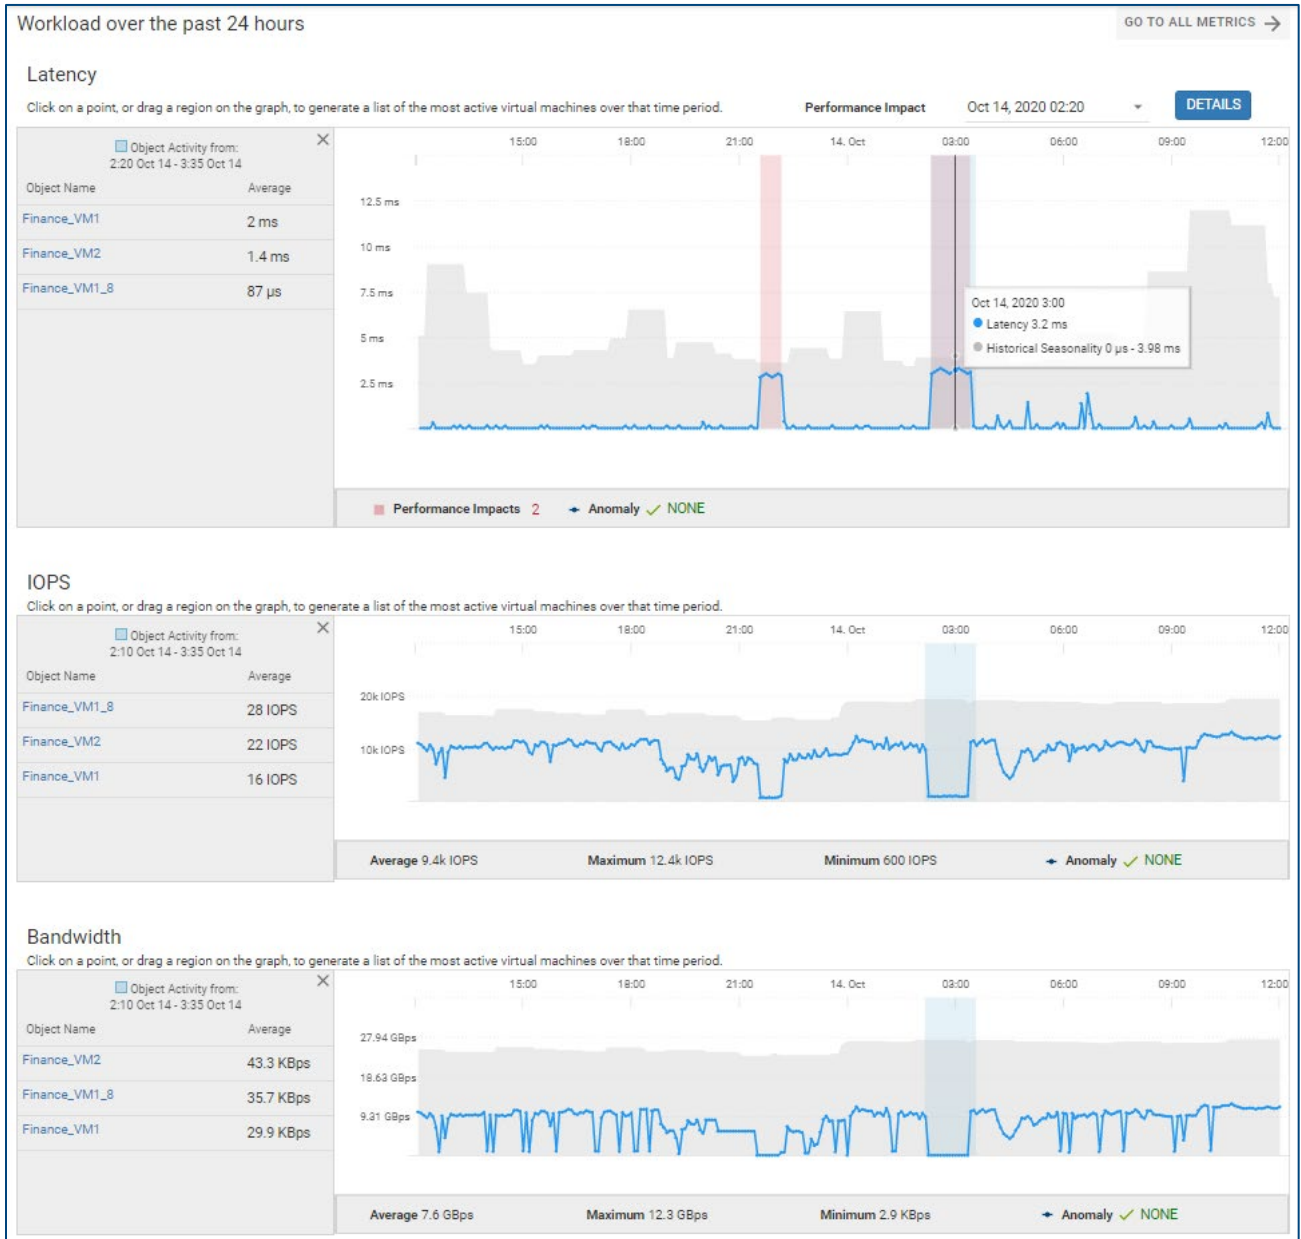 Workload over the past 24 hours
GO TO ALL METRICS
Latency
Click on a point, or drag a region on the graph, to generate a list of the most active virtual machines over that time period.
Performance Impact
Oct 14, 2020 02:20
DETAILS
Object Activity from:
2:20 Oct 14 - 3:35 Oct 14
Object Name Average
Finance_VM1 2 ms
Finance_VM2 1.4 ms
Finance_VM1_8 87 µs
15:00 18:00 21:00 14. Oct 03:00 06:00 09:00 12:00
12.5 ms
10 ms
7.5 ms
5 ms
2.5 ms
Oct 14, 2020 3:00
Latency 3.2 ms
Historical Seasonality 0 µs - 3.98 ms
Performance Impacts 2 Anomaly NONE
IOPS
Click on a point, or drag a region on the graph, to generate a list of the most active virtual machines over that time period.
Object Activity from:
2:10 Oct 14 - 3:35 Oct 14
Object Name Average
Finance_VM1_8 28 IOPS
Finance_VM2 22 IOPS
Finance_VM1 16 IOPS
15:00 18:00 21:00 14. Oct 03:00 06:00 09:00 12:00
20k IOPS
10k IOPS
Average 9.4k IOPS Maximum 12.4k IOPS Minimum 600 IOPS Anomaly NONE
Bandwidth
Click on a point, or drag a region on the graph, to generate a list of the most active virtual machines over that time period.
Object Activity from:
2:10 Oct 14 - 3:35 Oct 14
Object Name Average
Finance_VM2 43.3 KBps
Finance_VM1_8 35.7 KBps
Finance_VM1 29.9 KBps
15:00 18:00 21:00 14. Oct 03:00 06:00 09:00 12:00
27.94 GBps
18.63 GBps
9.31 GBps
Average 7.6 GBps Maximum 12.3 GBps Minimum 2.9 KBps Anomaly NONE